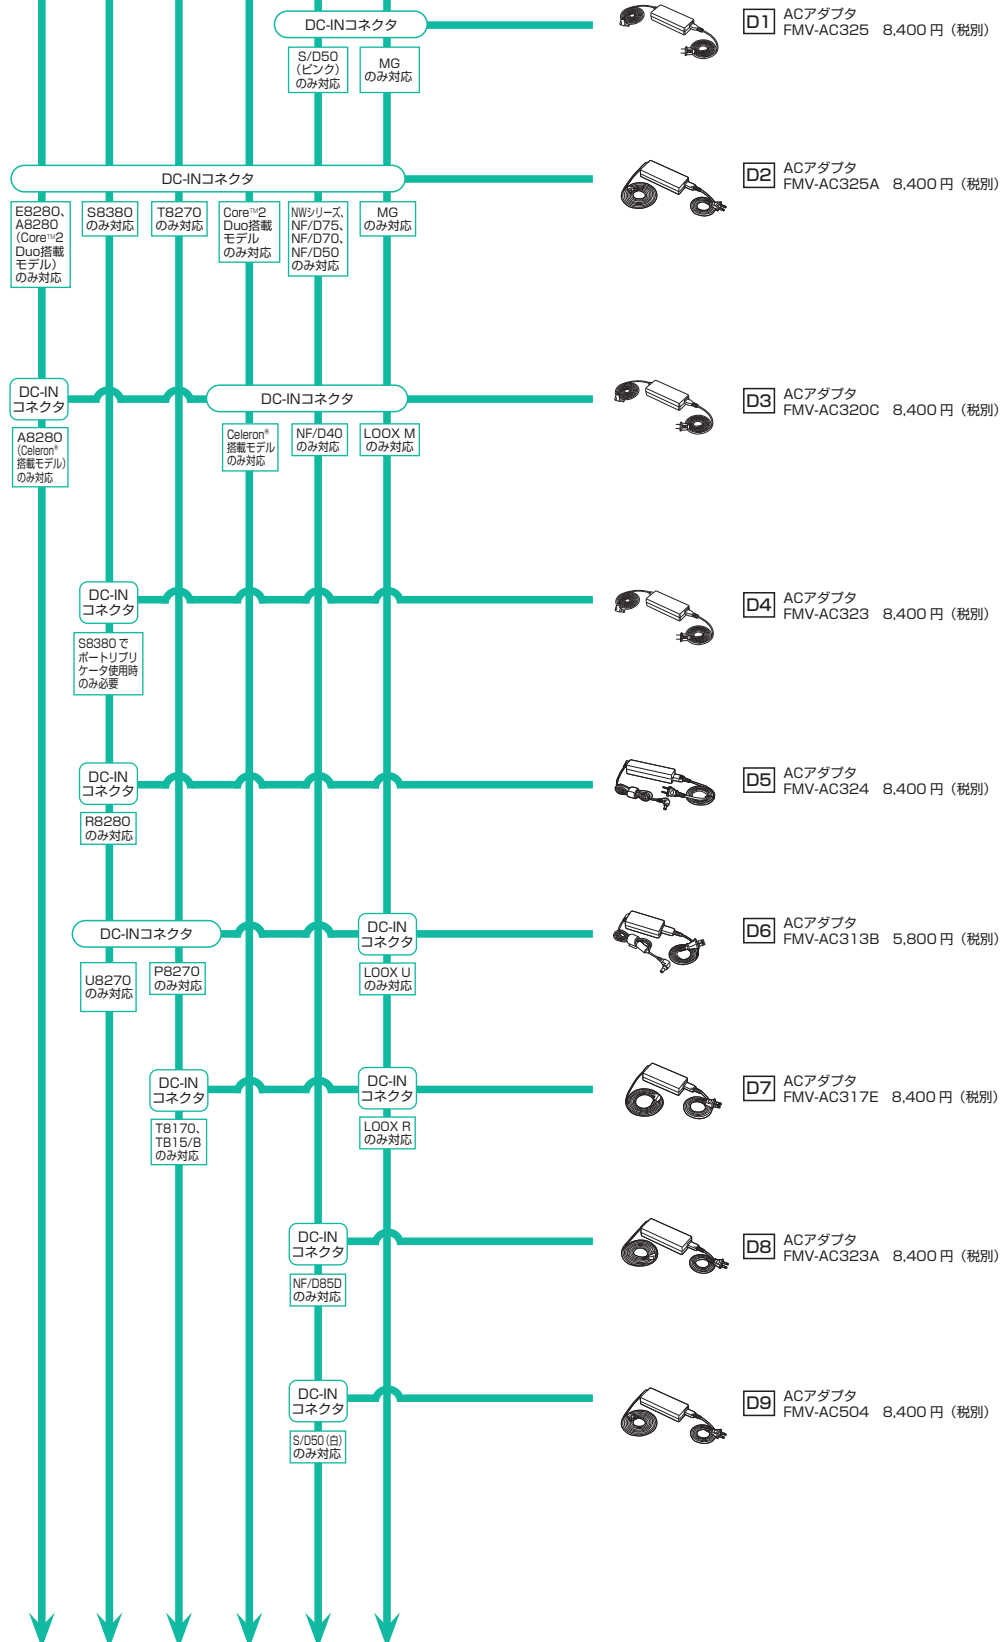 DC-INコネクタ
D1 ACアダプタ
FMV-AC325 8,400円（税別）
S/D50
（ピンク）
のみ対応
MG
のみ対応
DC-INコネクタ
D2 ACアダプタ
FMV-AC325A 8,400円（税別）
E8280、
A8280
（Core™2
Duo搭載
モデル）
のみ対応
S8380
のみ対応
T8270
のみ対応
Core™2
Duo搭載
モデル
のみ対応
NWシリーズ、
NF/D75、
NF/D70、
NF/D50
のみ対応
MG
のみ対応
DC-IN
コネクタ
DC-INコネクタ
D3 ACアダプタ
FMV-AC320C 8,400円（税別）
A8280
（Celeron®
搭載モデル）
のみ対応
Celeron®
搭載モデル
のみ対応
NF/D40
のみ対応
LOOX M
のみ対応
DC-IN
コネクタ
D4 ACアダプタ
FMV-AC323 8,400円（税別）
S8380で
ポートリプリ
ケータ使用時
のみ必要
DC-IN
コネクタ
D5 ACアダプタ
FMV-AC324 8,400円（税別）
R8280
のみ対応
DC-INコネクタ
DC-IN
コネクタ
D6 ACアダプタ
FMV-AC313B 5,800円（税別）
U8270
のみ対応
P8270
のみ対応
LOOX U
のみ対応
DC-IN
コネクタ
DC-IN
コネクタ
D7 ACアダプタ
FMV-AC317E 8,400円（税別）
T8170、
TB15/B
のみ対応
LOOX R
のみ対応
DC-IN
コネクタ
D8 ACアダプタ
FMV-AC323A 8,400円（税別）
NF/D85D
のみ対応
DC-IN
コネクタ
D9 ACアダプタ
FMV-AC504 8,400円（税別）
S/D50（白）
のみ対応